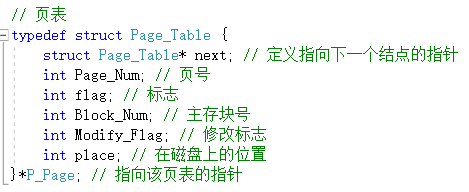 // 页表
typedef struct Page_Table {
struct Page_Table* next; // 定义指向下一个结点的指针
int Page_Num; // 页号
int flag; // 标志
int Block_Num; // 主存块号
int Modify_Flag; // 修改标志
int place; // 在磁盘上的位置
}*P_Page; // 指向该页表的指针